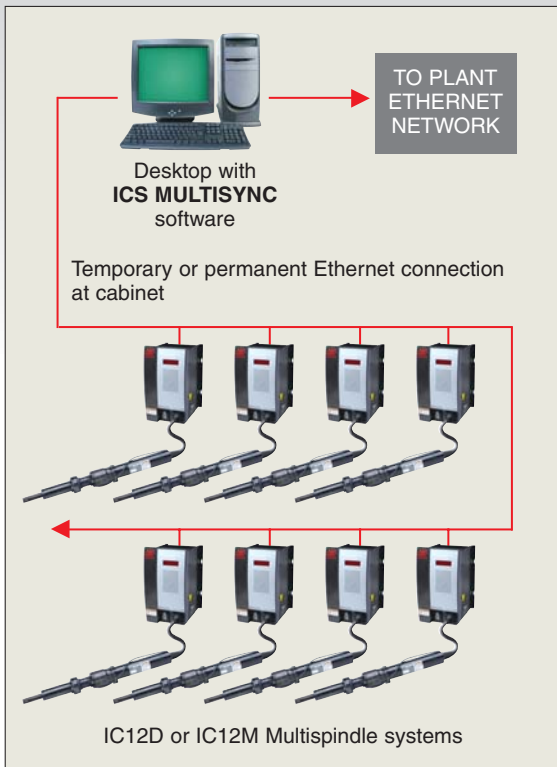 TO PLANT
ETHERNET
NETWORK
Desktop with
ICS MULTISYNC
software
Temporary or permanent Ethernet connection
at cabinet
IC12D or IC12M Multispindle systems